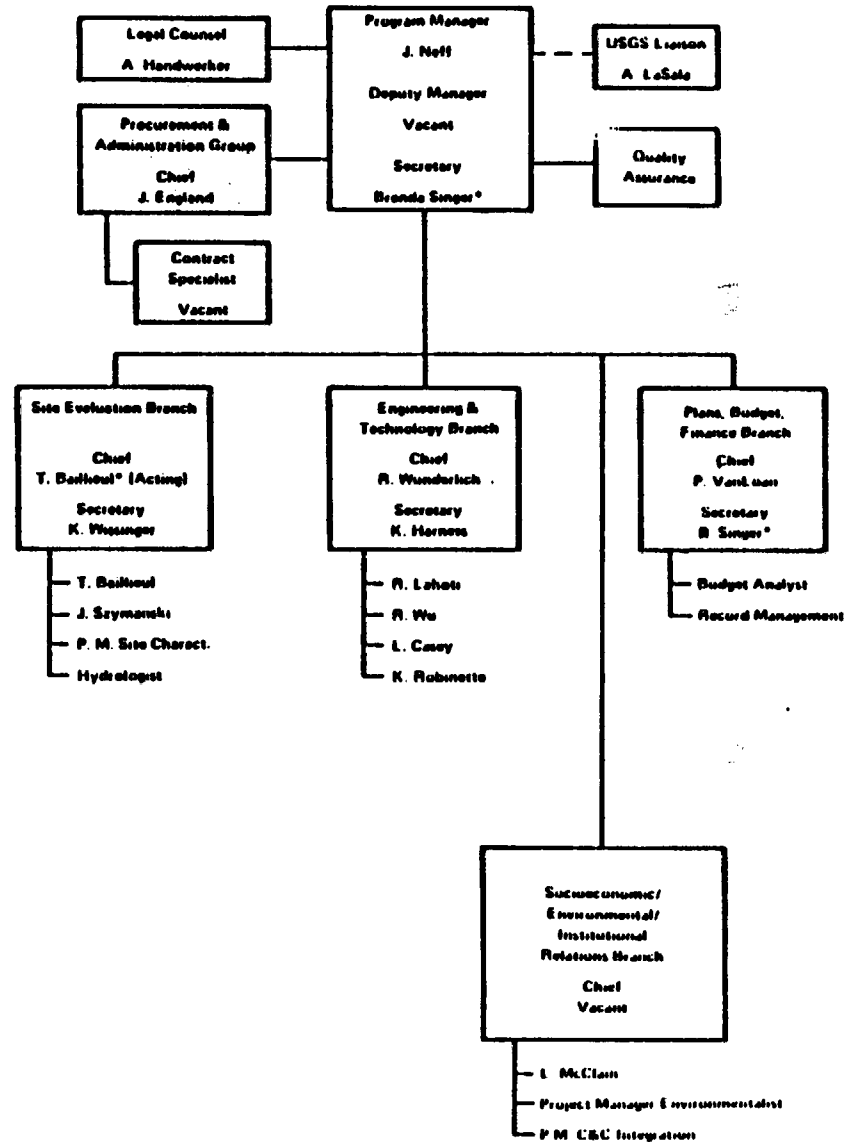 Legal Counsel
A. Handwerker
Program Manager
J. Neff
Deputy Manager
Vacant
Secretary
Brenda Singer*
USGS Liaison
A. LaSala
Procurement &
Administration Group
Chief
J. England
Quality
Assurance
Contract
Specialist
Vacant
Site Evaluation Branch
Chief
T. Baillieul* (Acting)
Secretary
K. Wissinger
Engineering &
Technology Branch
Chief
R. Wunderlich
Secretary
K. Harness
Plans, Budget,
Finance Branch
Chief
P. VanLoan
Secretary
B. Singer*
T. Baillieul
J. Szymanski
P. M. Site Charact.
Hydrologist
R. Lahoti
R. Wu
L. Casey
K. Robinette
Budget Analyst
Record Management
Socioeconomic/
Environmental/
Institutional
Relations Branch
Chief
Vacant
L. McClain
Project Manager Environmentalist
P.M. C&C Integration